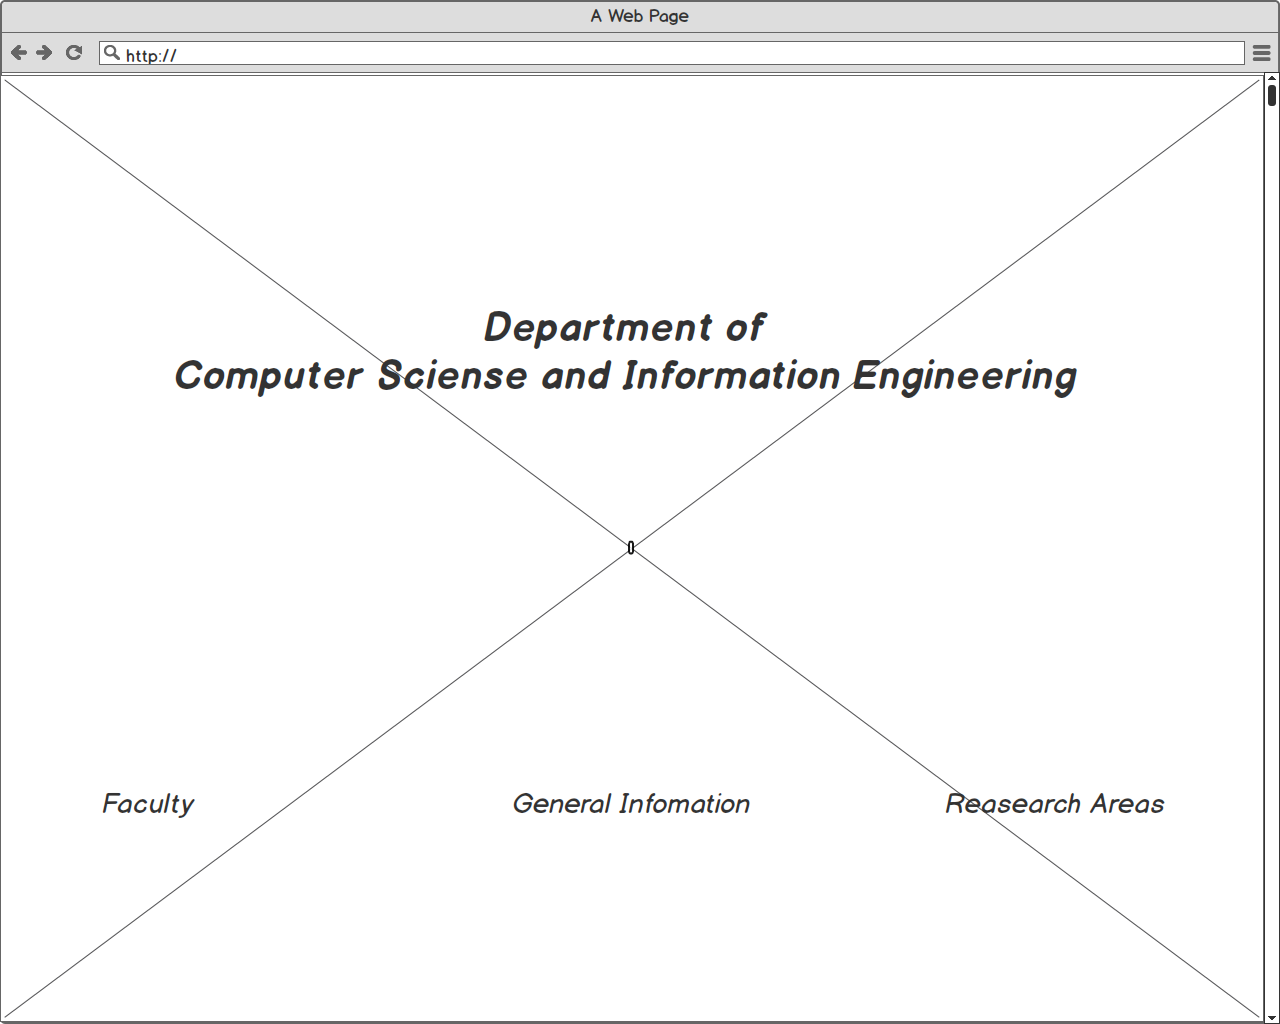 A Web Page
http://
Department of
Computer Sciense and Information Engineering
Faculty
General Infomation
Reasearch Areas